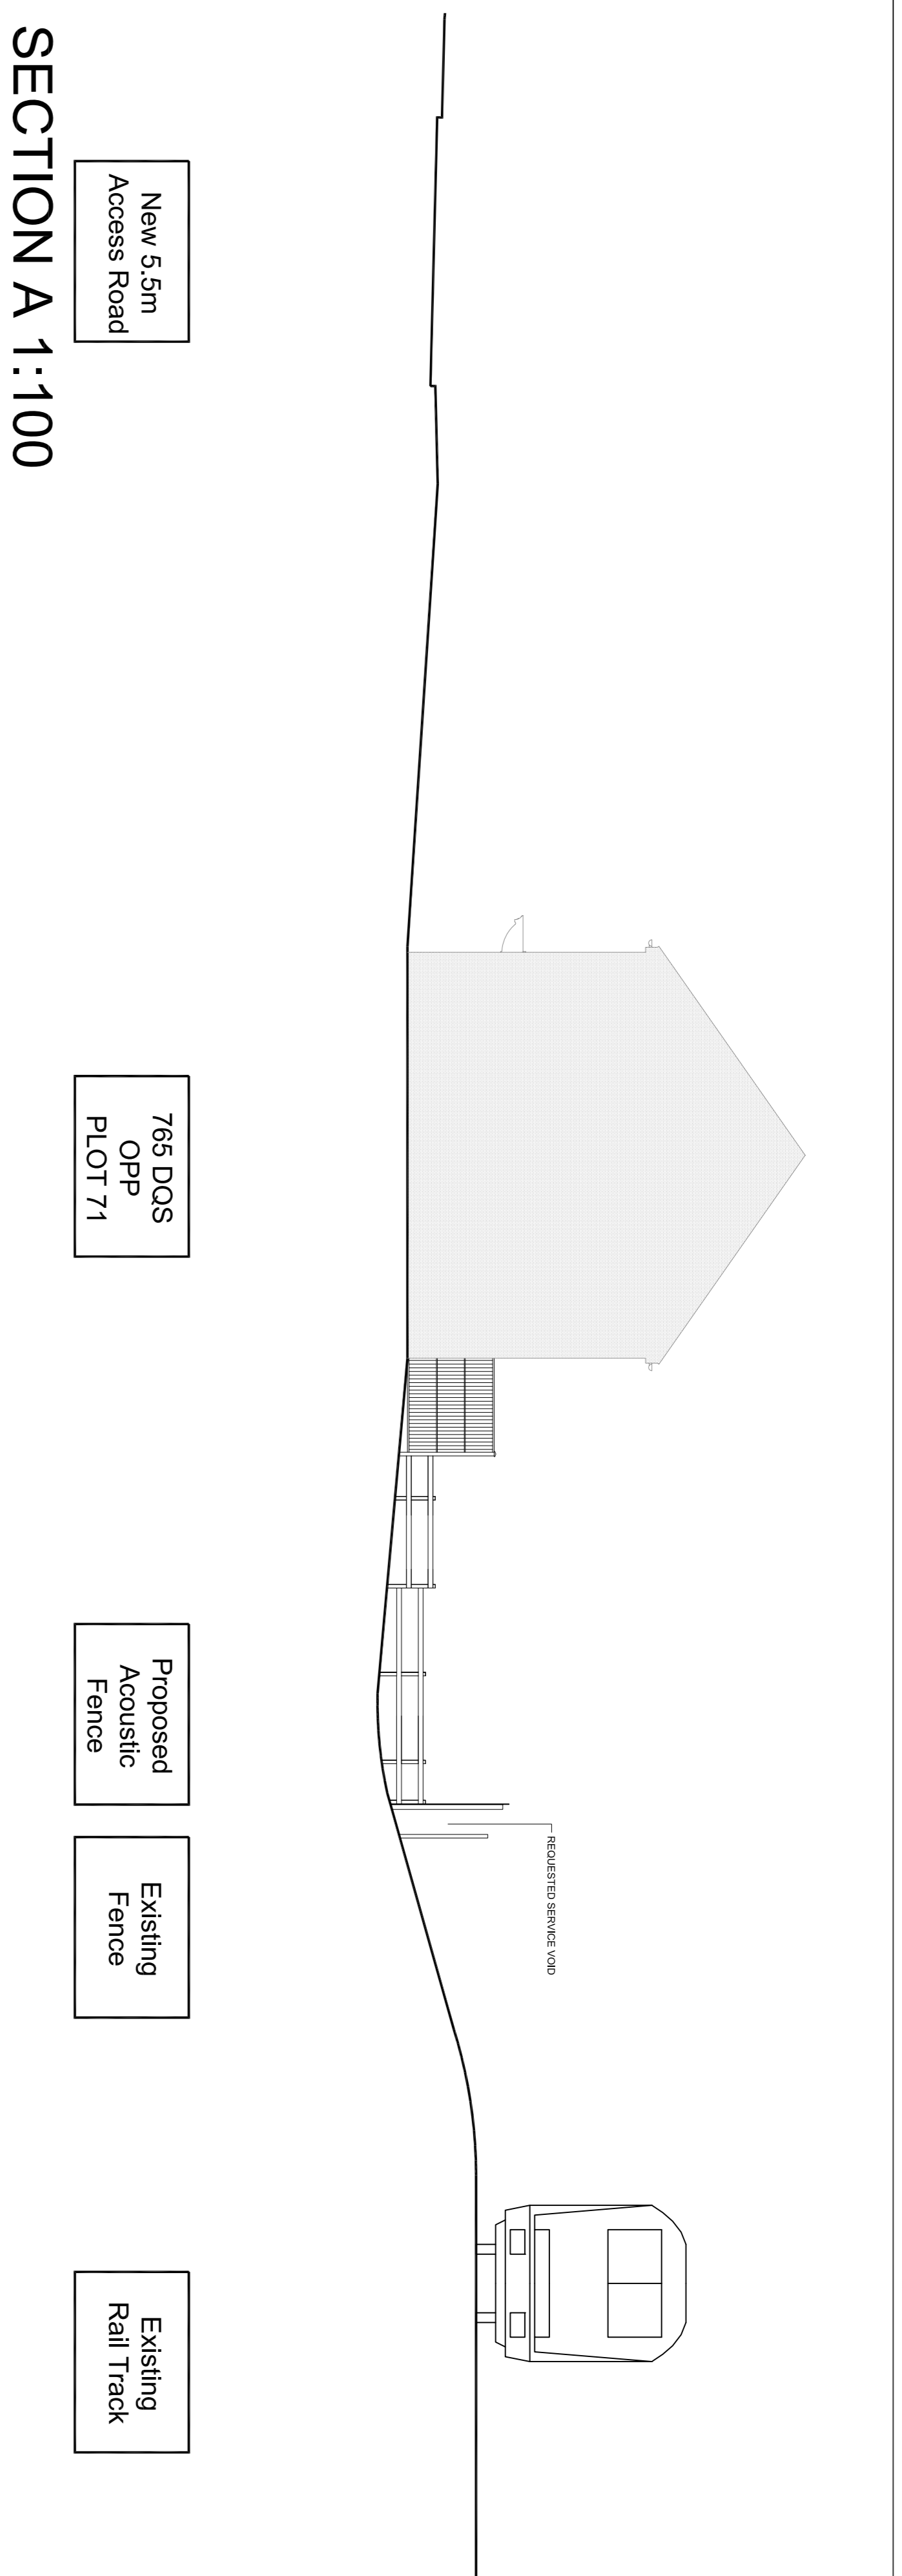 REQUESTED SERVICE VOID
New 5.5m
Access Road
765 DQS
OPP
PLOT 71
Proposed
Acoustic
Fence
Existing
Fence
Existing
Rail Track
SECTION A 1:100